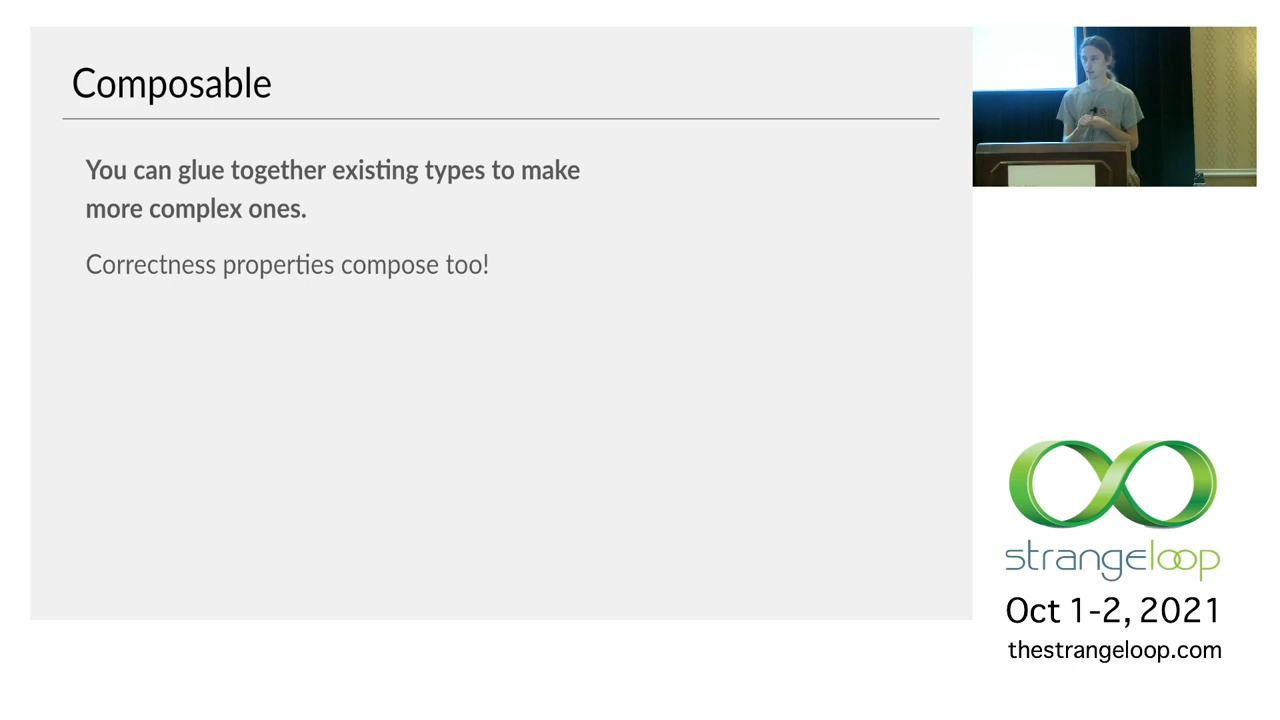 Composable
You can glue together existing types to make
more complex ones.
Correctness properties compose too!
strangeloop
Oct 1-2, 2021
thestrangeloop.com